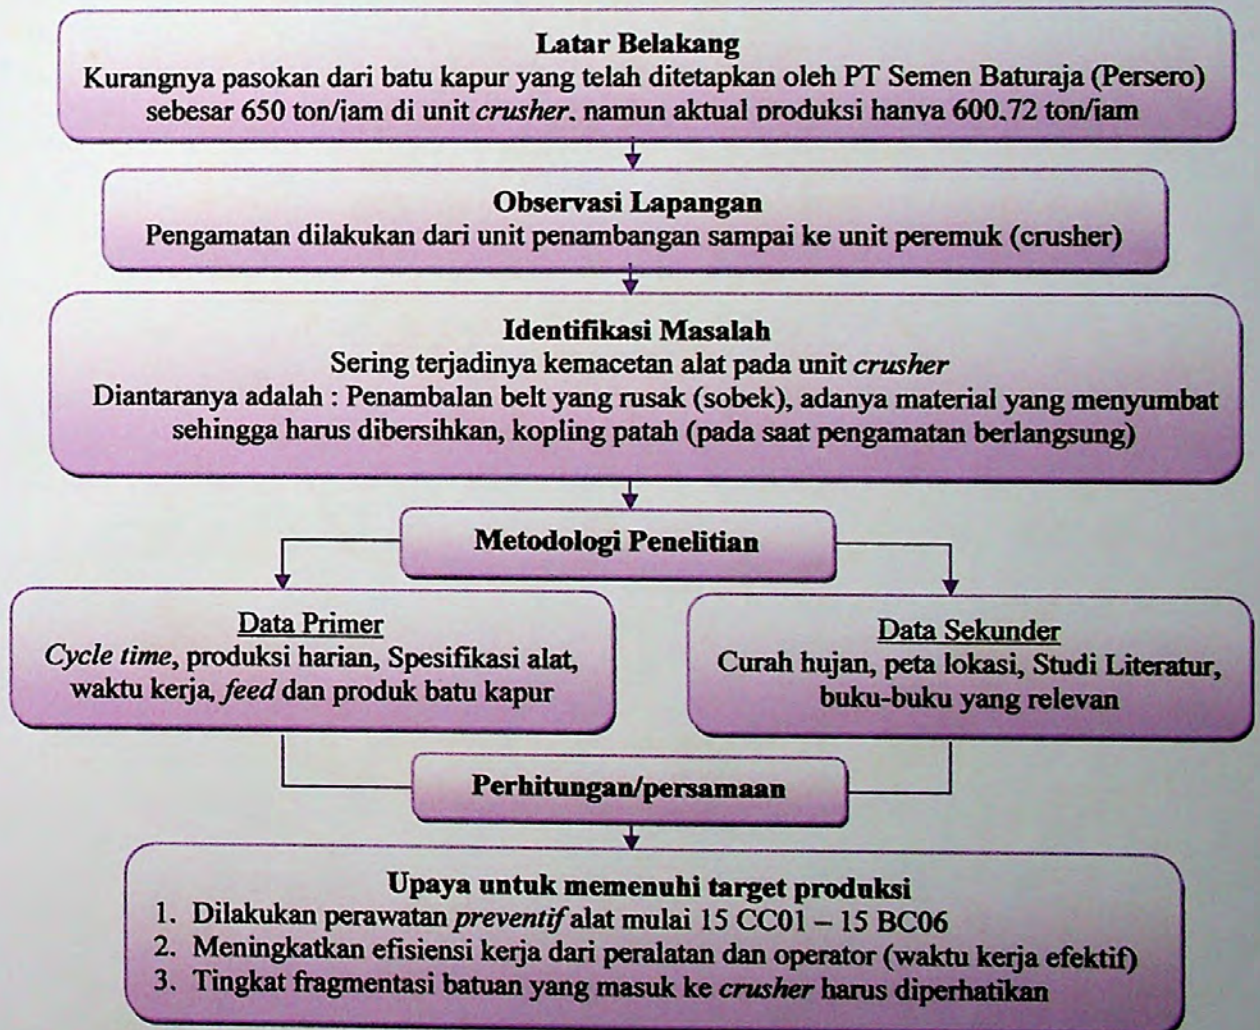 Latar Belakang
Kurangnya pasokan dari batu kapur yang telah ditetapkan oleh PT Semen Baturaja (Persero)
sebesar 650 ton/jam di unit crusher, namun aktual produksi hanya 600.72 ton/jam
Observasi Lapangan
Pengamatan dilakukan dari unit penambangan sampai ke unit peremuk (crusher)
Identifikasi Masalah
Sering terjadinya kemacetan alat pada unit crusher
Diantaranya adalah : Penambalan belt yang rusak (sobek), adanya material yang menyumbat
sehingga harus dibersihkan, kopling patah (pada saat pengamatan berlangsung)
Metodologi Penelitian
Data Primer
Cycle time, produksi harian, Spesifikasi alat,
waktu kerja, feed dan produk batu kapur
Data Sekunder
Curah hujan, peta lokasi, Studi Literatur,
buku-buku yang relevan
Perhitungan/persamaan
Upaya untuk memenuhi target produksi
1. Dilakukan perawatan preventif alat mulai 15 CC01 – 15 BC06
2. Meningkatkan efisiensi kerja dari peralatan dan operator (waktu kerja efektif)
3. Tingkat fragmentasi batuan yang masuk ke crusher harus diperhatikan